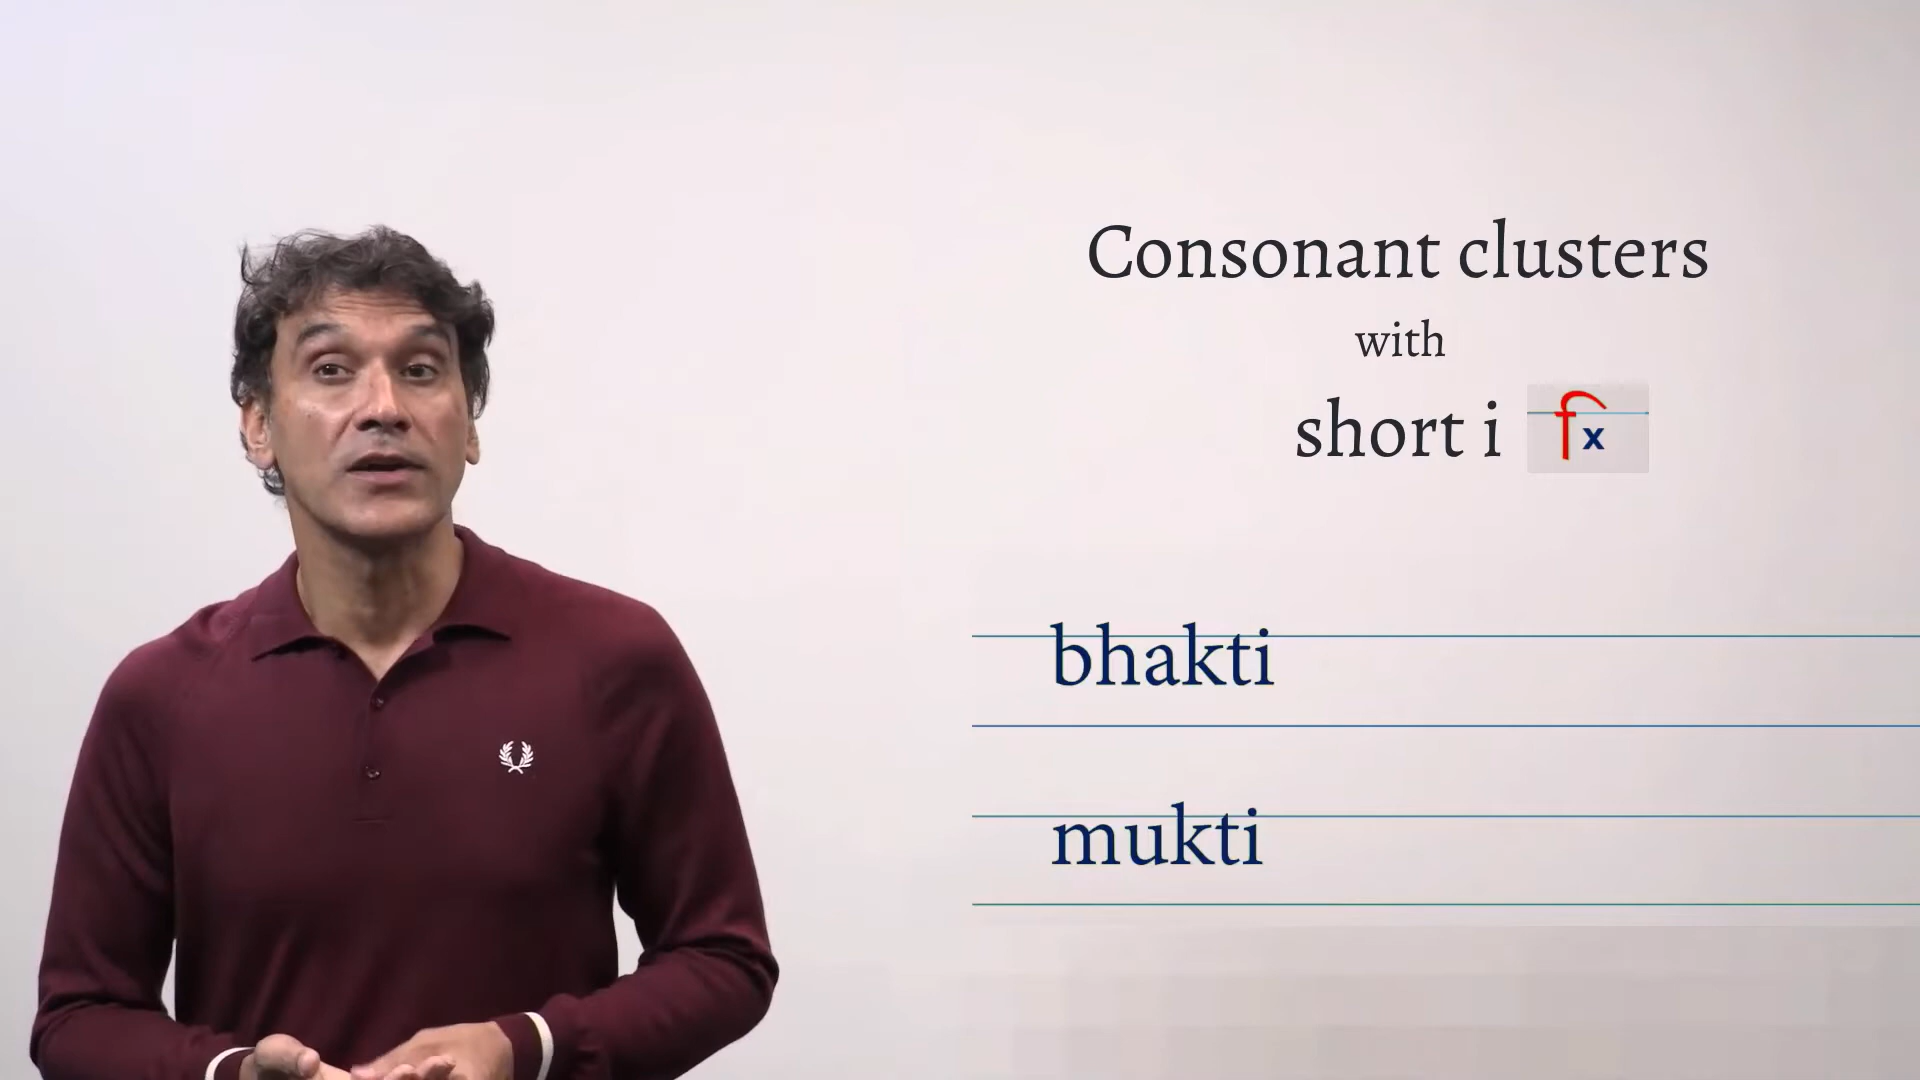 Consonant clusters
with
short i ि x
bhakti
mukti